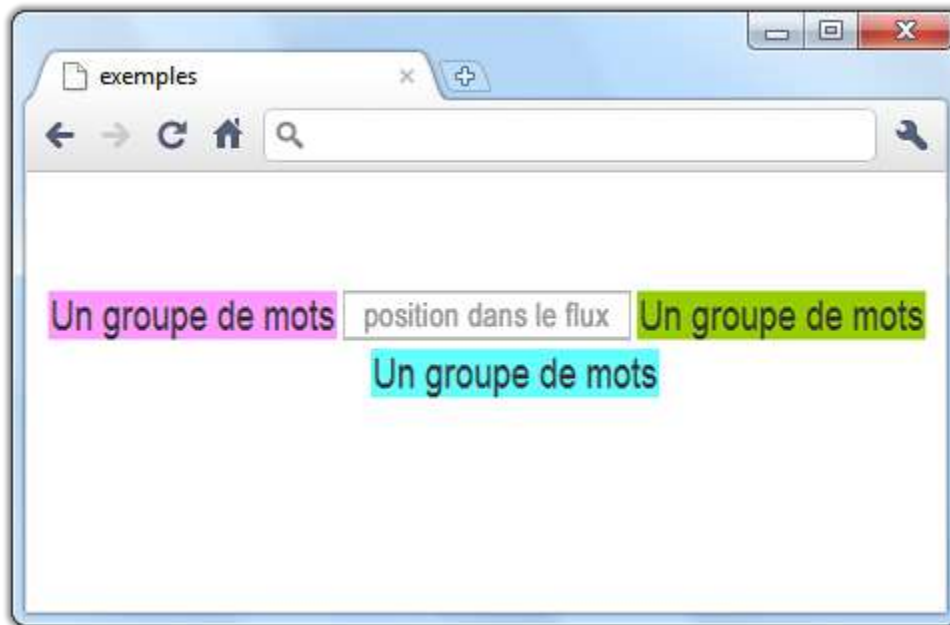 exemples
Un groupe de mots position dans le flux Un groupe de mots
Un groupe de mots